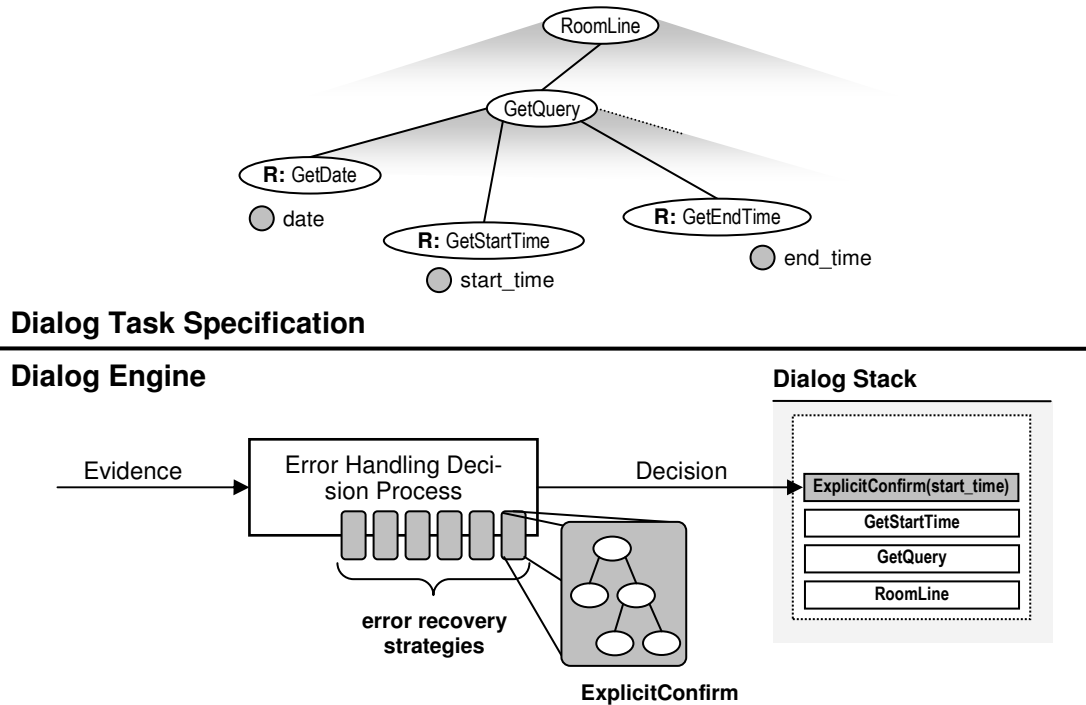 RoomLine
GetQuery
R: GetDate
date
R: GetStartTime
start_time
R: GetEndTime
end_time
Dialog Task Specification
Dialog Engine
Evidence
Error Handling Deci-
sion Process
Decision
error recovery
strategies
ExplicitConfirm
Dialog Stack
ExplicitConfirm(start_time)
GetStartTime
GetQuery
RoomLine